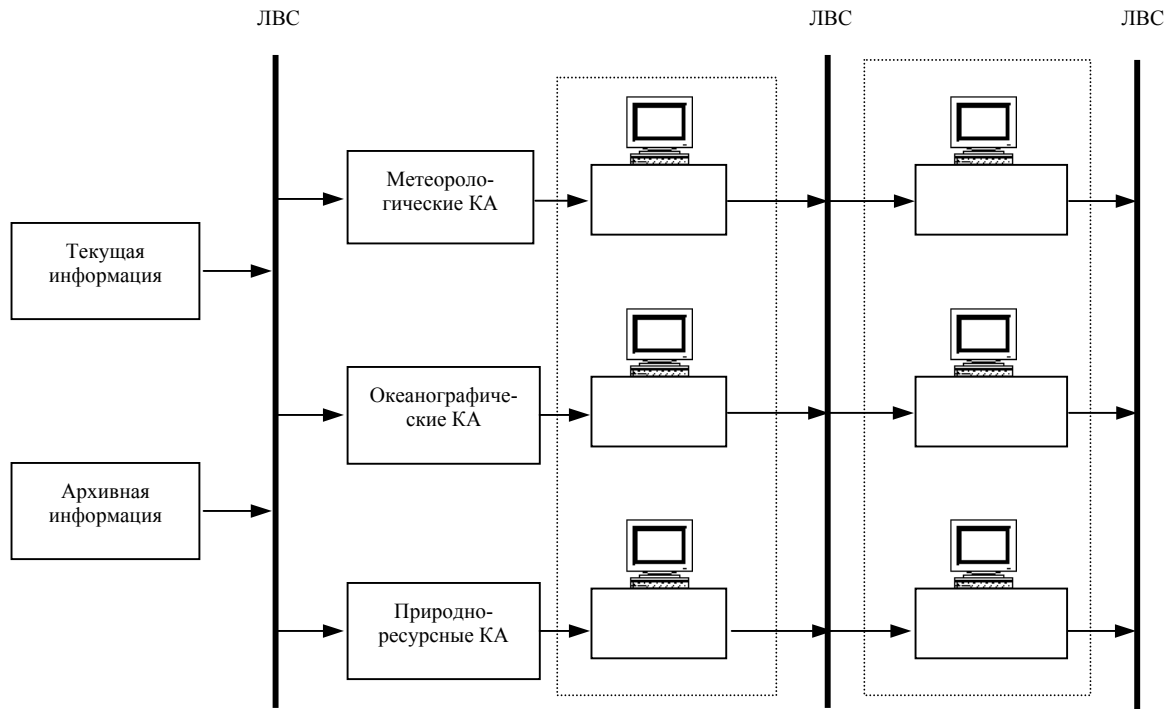 ЛВС
ЛВС
ЛВС
Метеороло-
гические КА
Текущая
информация
Океанографиче-
ские КА
Архивная
информация
Природно-
ресурсные КА